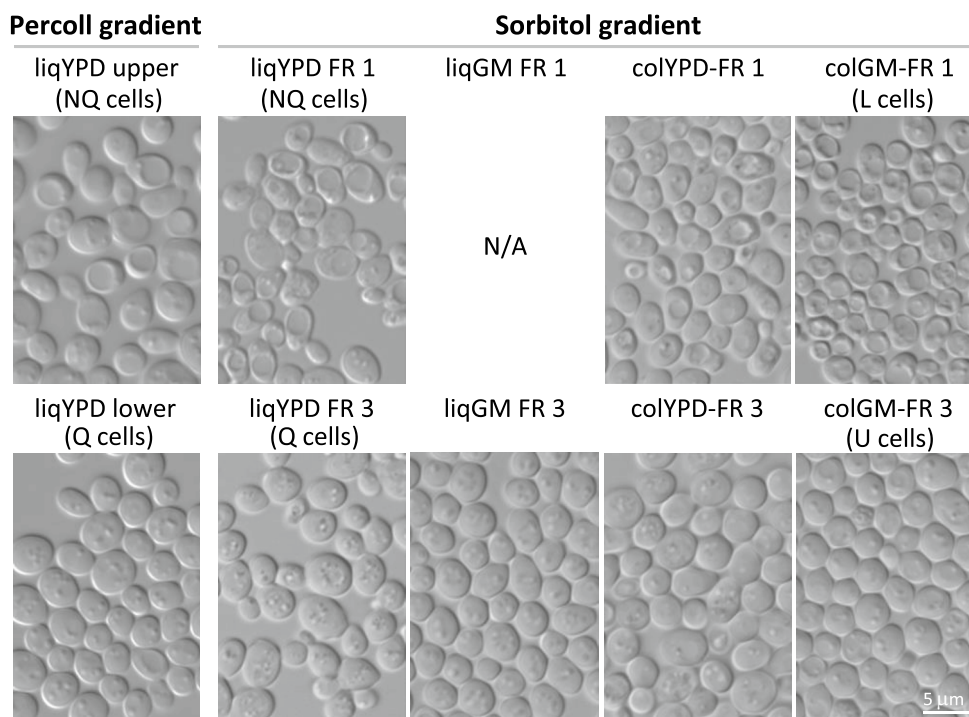 Percoll gradient
Sorbitol gradient
liqYPD upper
(NQ cells)
liqYPD FR 1
(NQ cells)
liqGM FR 1
colYPD-FR 1
colGM-FR 1
(L cells)
N/A
liqYPD lower
(Q cells)
liqYPD FR 3
(Q cells)
liqGM FR 3
colYPD-FR 3
colGM-FR 3
(U cells)
5 µm